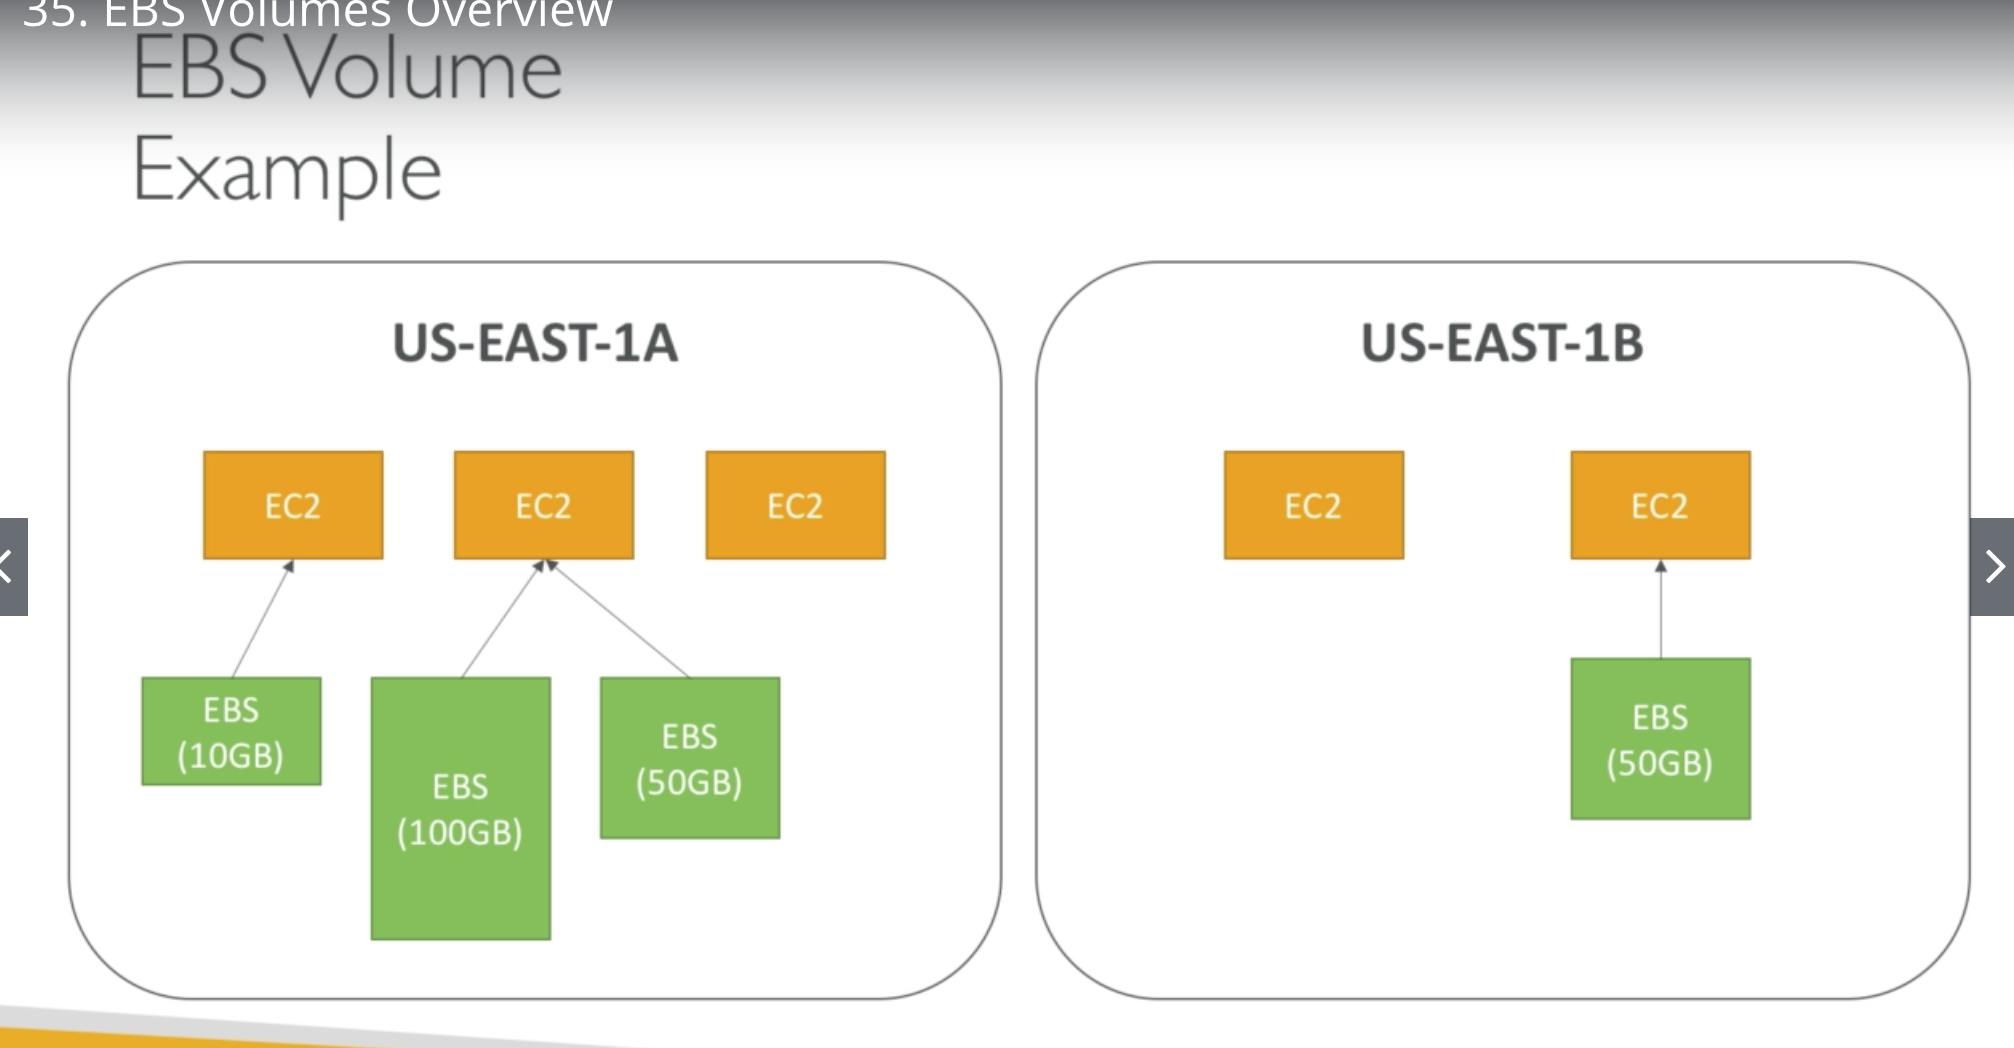 35. EBS Volumes Overview
EBS Volume
Example
US-EAST-1A
EC2
EC2
EC2
EBS
(10GB)
EBS
(100GB)
EBS
(50GB)
US-EAST-1B
EC2
EC2
EBS
(50GB)